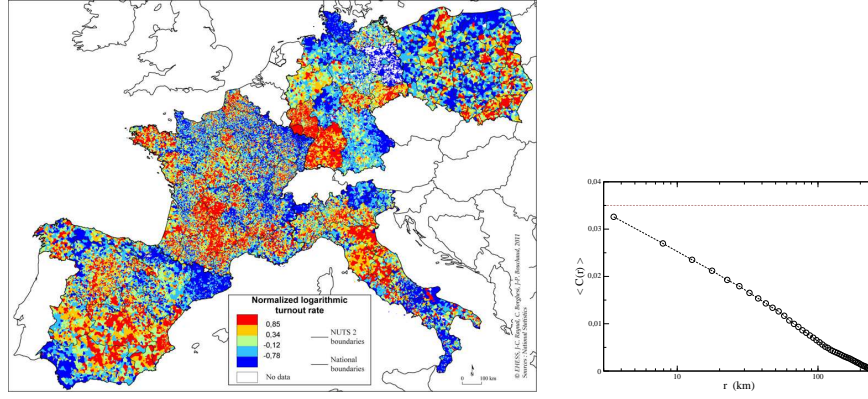 Normalized logarithmic
turnout rate
0,85
0,34
-0,12
-0,78
No data
NUTS 2
boundaries
National
boundaries
N
0 100 km
© EHESS, J-C. Rapud, C. Borghesi, J-P. Bouchaud, 2011
Sources : National Statistics
0,04
0,03
0,02
0,01
0
< C(r) >
10
100
r (km)